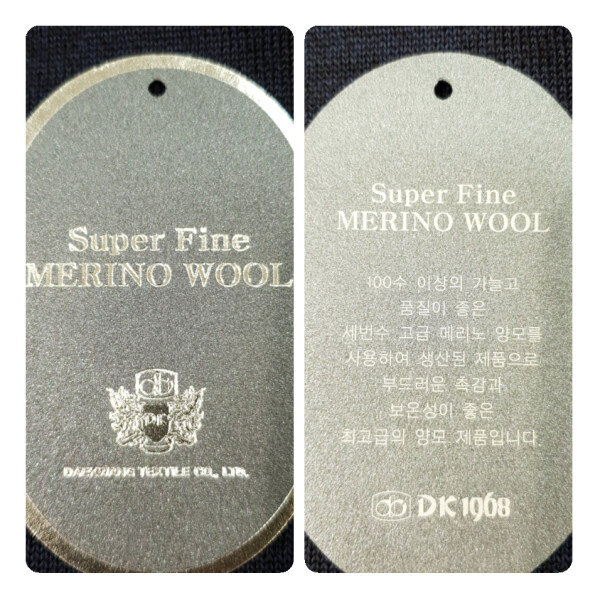 Super Fine
MERINO WOOL
DK
DAEKWANG TEXTILE CO., LTD.
Super Fine
MERINO WOOL
100수 이상의 가늘고
품질이 좋은
세번수 고급 메리노 양모를
사용하여 생산된 제품으로
부드러운 촉감과
보온성이 좋은
최고급의 양모 제품입니다
DK 1968